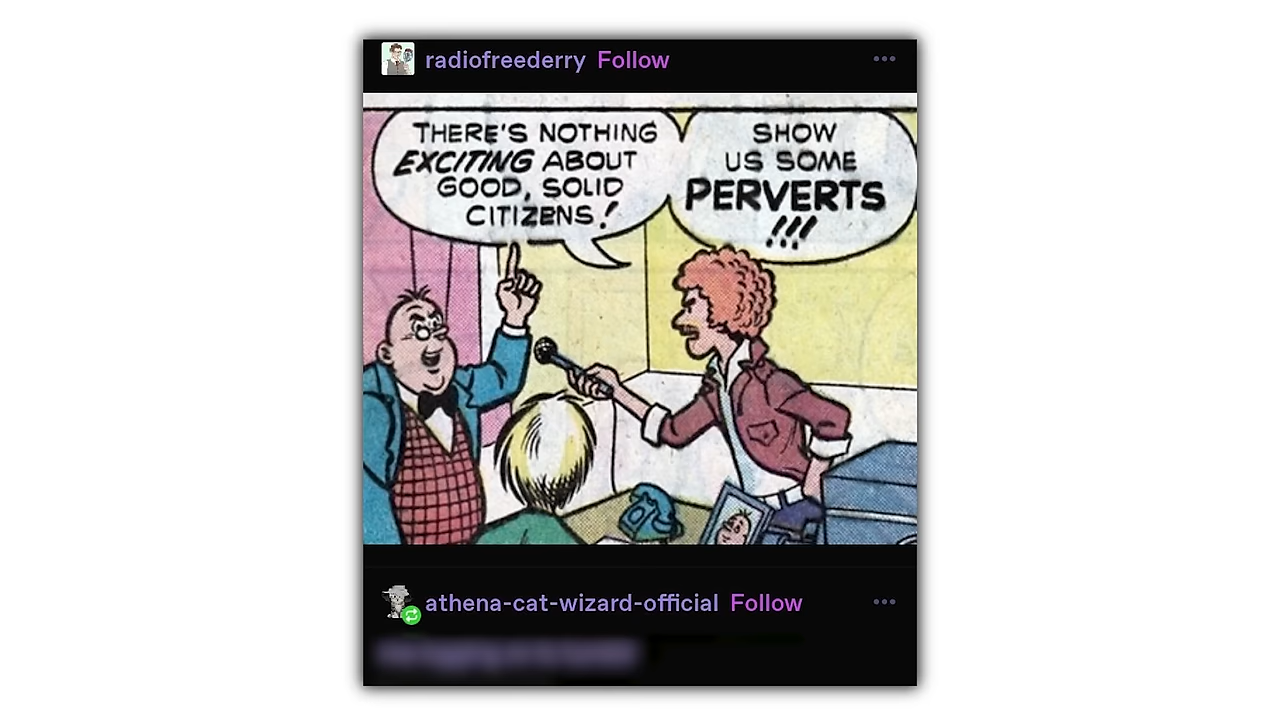 radiofreederry Follow
THERE'S NOTHING
EXCITING ABOUT
GOOD, SOLID
CITIZENS!
SHOW
US SOME
PERVERTS
!!!
athena-cat-wizard-official Follow